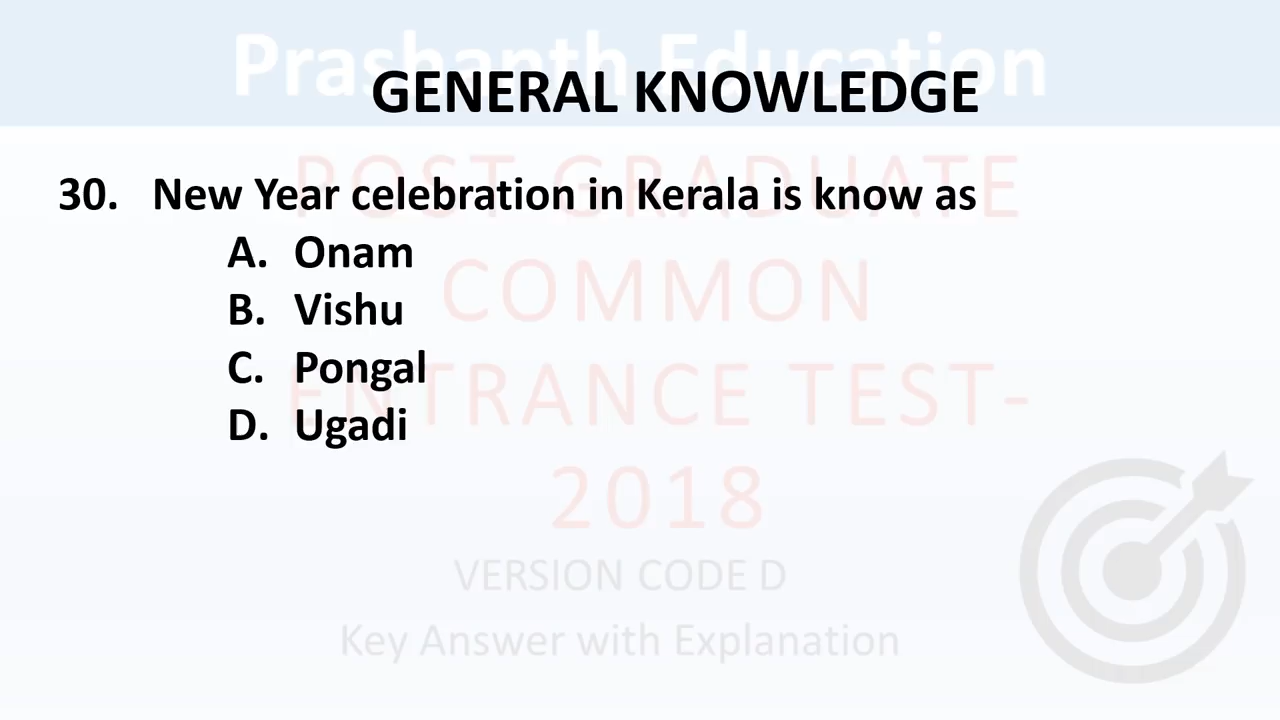 Prashanth Education
GENERAL KNOWLEDGE
POST GRADUATE
30. New Year celebration in Kerala is know as
A. Onam
COMMON
B. Vishu
C. Pongal
ENTRANCE TEST-
D. Ugadi
2018
VERSION CODE D
Key Answer with Explanation